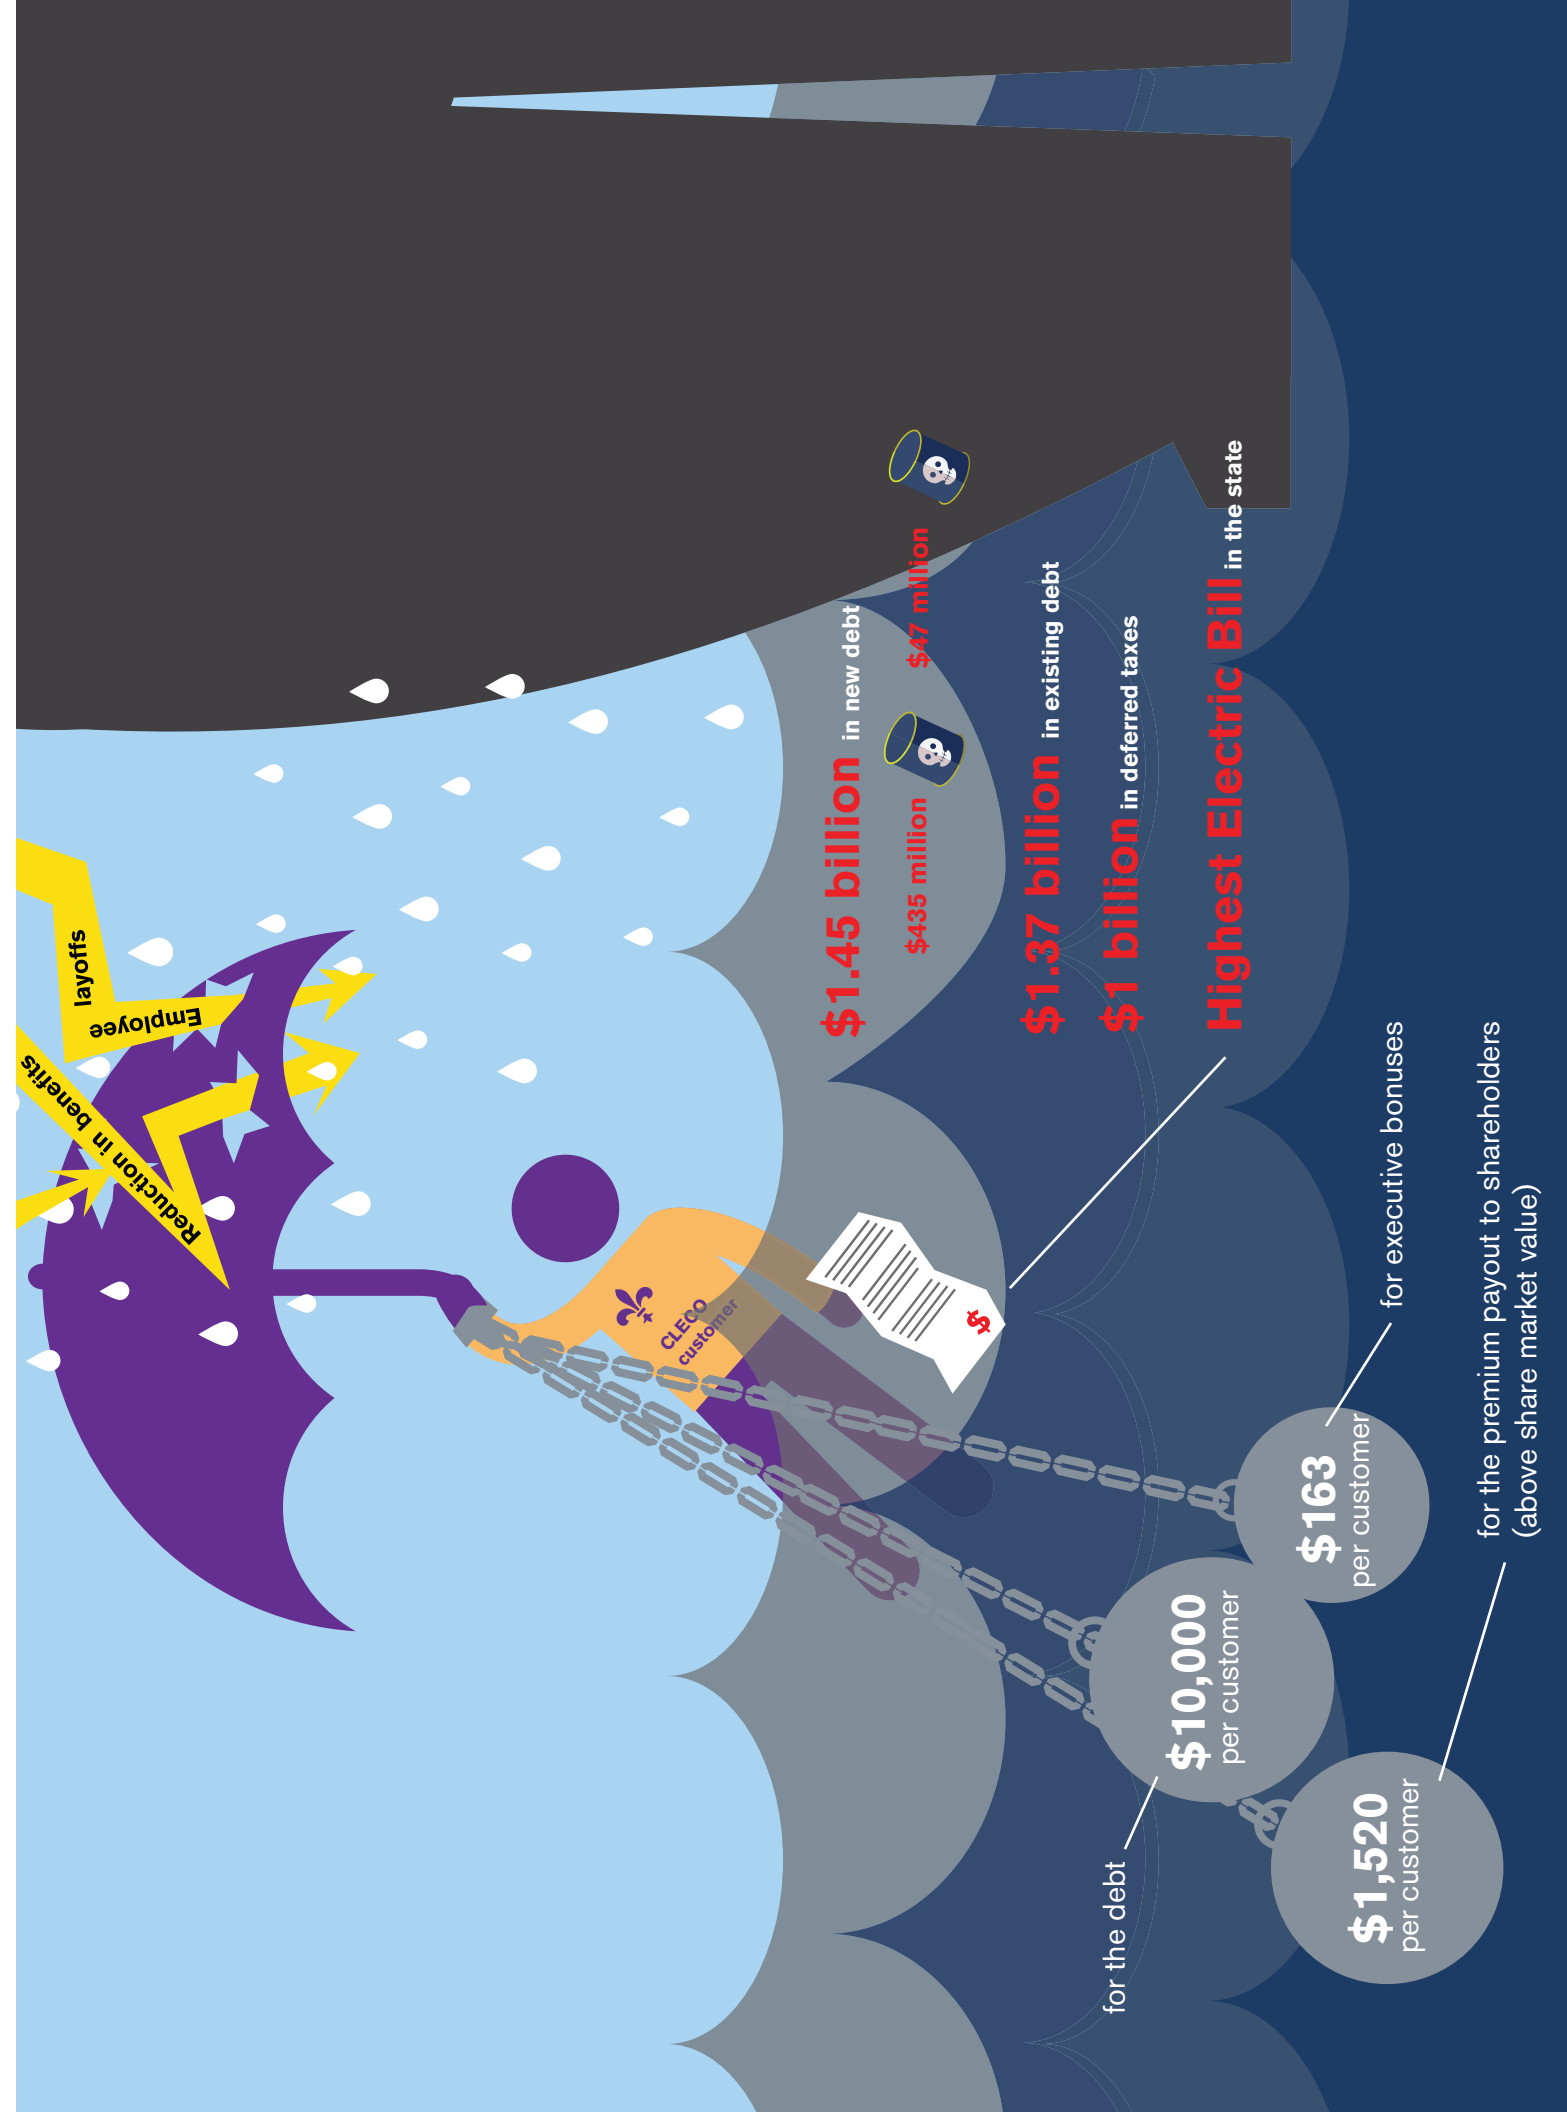 Reduction in benefits
Employee
layoffs
CLECO
customer
$1.45 billion in new debt
$435 million
$47 million
$1.37 billion in existing debt
$1 billion in deferred taxes
Highest Electric Bill in the state
$
for the debt
$10,000
per customer
$163
per customer
for executive bonuses
$1,520
per customer
for the premium payout to shareholders
(above share market value)